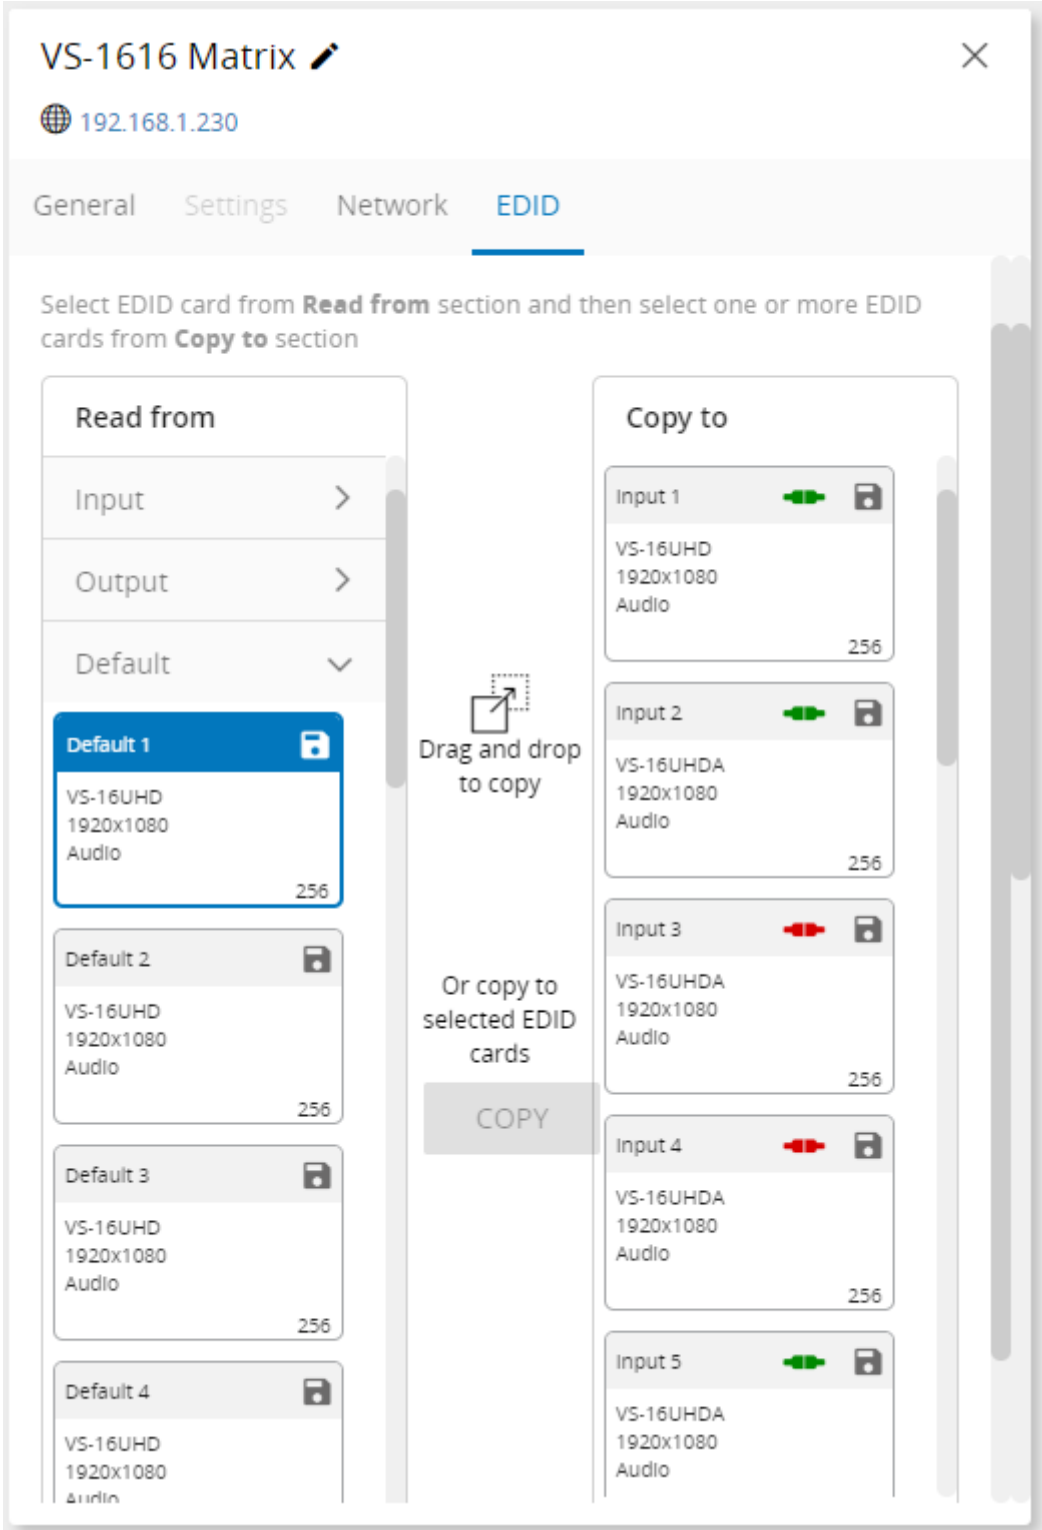 VS-1616 Matrix
192.168.1.230
General Settings Network EDID
Select EDID card from Read from section and then select one or more EDID
cards from Copy to section
Read from
Input
Output
Default
Default 1
VS-16UHD
1920x1080
Audio
256
Default 2
VS-16UHD
1920x1080
Audio
256
Default 3
VS-16UHD
1920x1080
Audio
256
Default 4
VS-16UHD
1920x1080
Audio
Drag and drop
to copy
Or copy to
selected EDID
cards
COPY
Copy to
Input 1
VS-16UHD
1920x1080
Audio
256
Input 2
VS-16UHDA
1920x1080
Audio
256
Input 3
VS-16UHDA
1920x1080
Audio
256
Input 4
VS-16UHDA
1920x1080
Audio
256
Input 5
VS-16UHDA
1920x1080
Audio